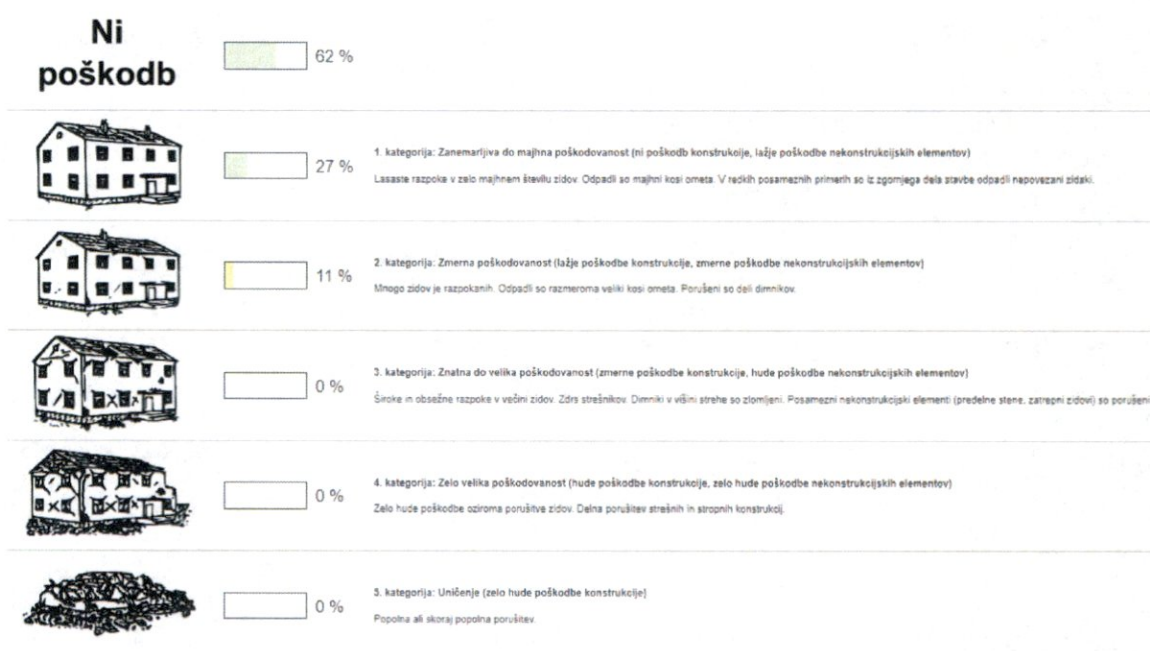 Ni
poškodb
62 %
27 %
1. kategorija: Zanemarljiva do majhna poškodovanost (ni poškodb konstrukcije, lažje poškodbe nekonstrukcijskih elementov)
Lasaste razpoke v zelo majhnem številu zidov. Odpadli so majhni kosi ometa. V redkih posameznih primerih so iz zgornjega dela stavbe odpadli nepovezani zidaki.
11 %
2. kategorija: Zmerna poškodovanost (lažje poškodbe konstrukcije, zmerne poškodbe nekonstrukcijskih elementov)
Mnogo zidov je razpokanih. Odpadli so razmeroma veliki kosi ometa. Porušeni so deli dimnikov.
0 %
3. kategorija: Znatna do velika poškodovanost (zmerne poškodbe konstrukcije, hude poškodbe nekonstrukcijskih elementov)
Široke in obsežne razpoke v večini zidov. Zdrs strešnikov. Dimniki v višini strehe so zlomljeni. Posamezni nekonstrukcijski elementi (predelne stene, zatrepni zidovi) so porušeni
0 %
4. kategorija: Zelo velika poškodovanost (hude poškodbe konstrukcije, zelo hude poškodbe nekonstrukcijskih elementov)
Zelo hude poškodbe oziroma porušitve zidov. Delna porušitev strešnih in stropnih konstrukcij.
0 %
5. kategorija: Uničenje (zelo hude poškodbe konstrukcije)
Popolna ali skoraj popolna porušitev.